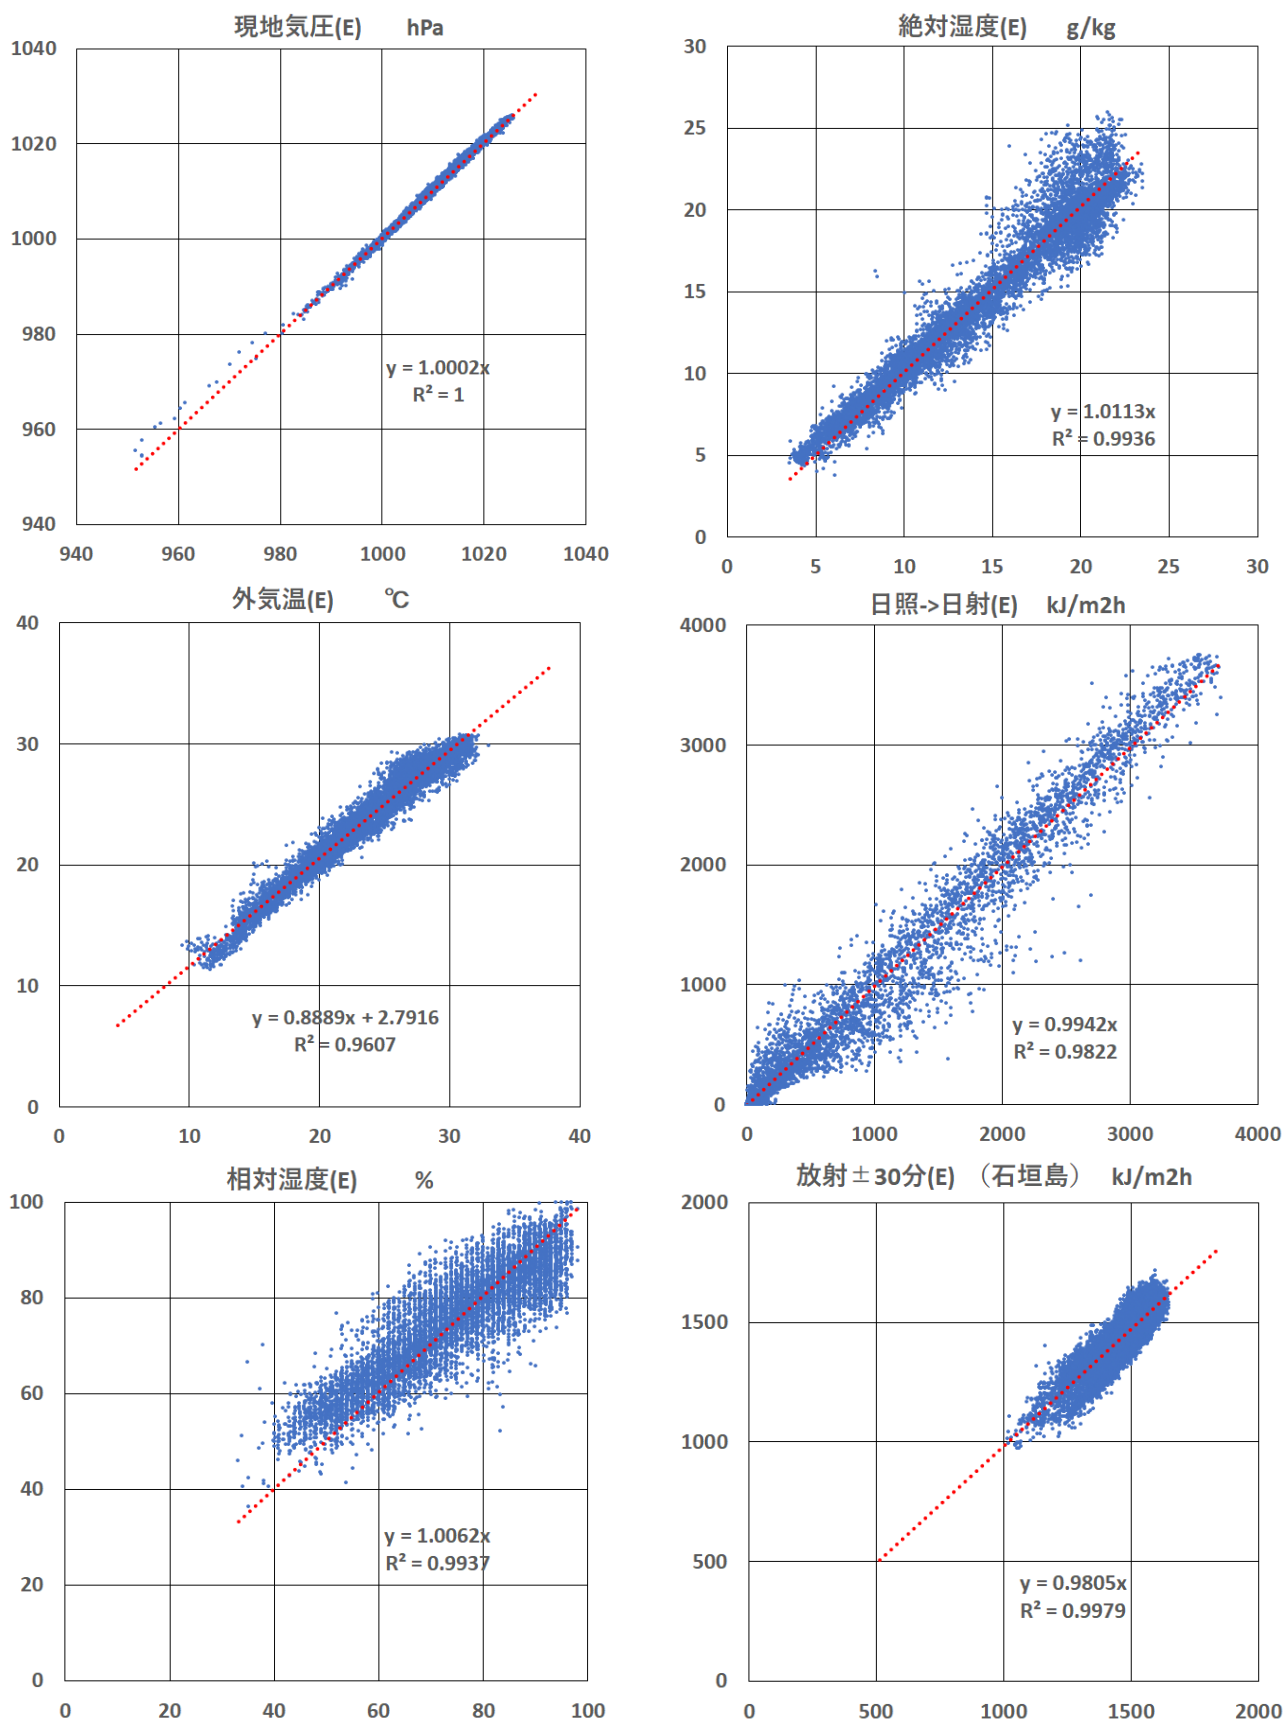 現地気圧(E) hPa
1040
1020
1000
980
960
940
y = 1.0002x
R² = 1
940 960 980 1000 1020 1040
絶対湿度(E) g/kg
30
25
20
15
10
5
0
y = 1.0113x
R² = 0.9936
0 5 10 15 20 25 30
外気温(E) ℃
40
30
20
10
0
y = 0.8889x + 2.7916
R² = 0.9607
0 10 20 30 40
日照->日射(E) kJ/m2h
4000
3000
2000
1000
0
y = 0.9942x
R² = 0.9822
0 1000 2000 3000 4000
相対湿度(E) %
100
80
60
40
20
0
y = 1.0062x
R² = 0.9937
0 20 40 60 80 100
放射±30分(E) （石垣島） kJ/m2h
2000
1500
1000
500
0
y = 0.9805x
R² = 0.9979
0 500 1000 1500 2000